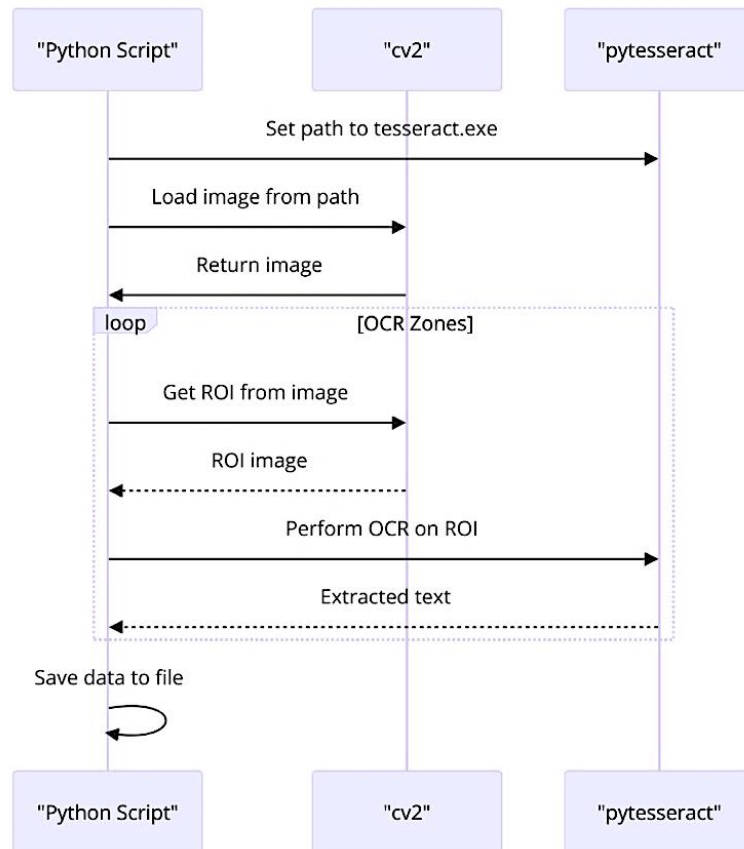 "Python Script" "cv2" "pytesseract"
Set path to tesseract.exe
Load image from path
Return image
loop [OCR Zones]
Get ROI from image
ROI image
Perform OCR on ROI
Extracted text
Save data to file
"Python Script" "cv2" "pytesseract"